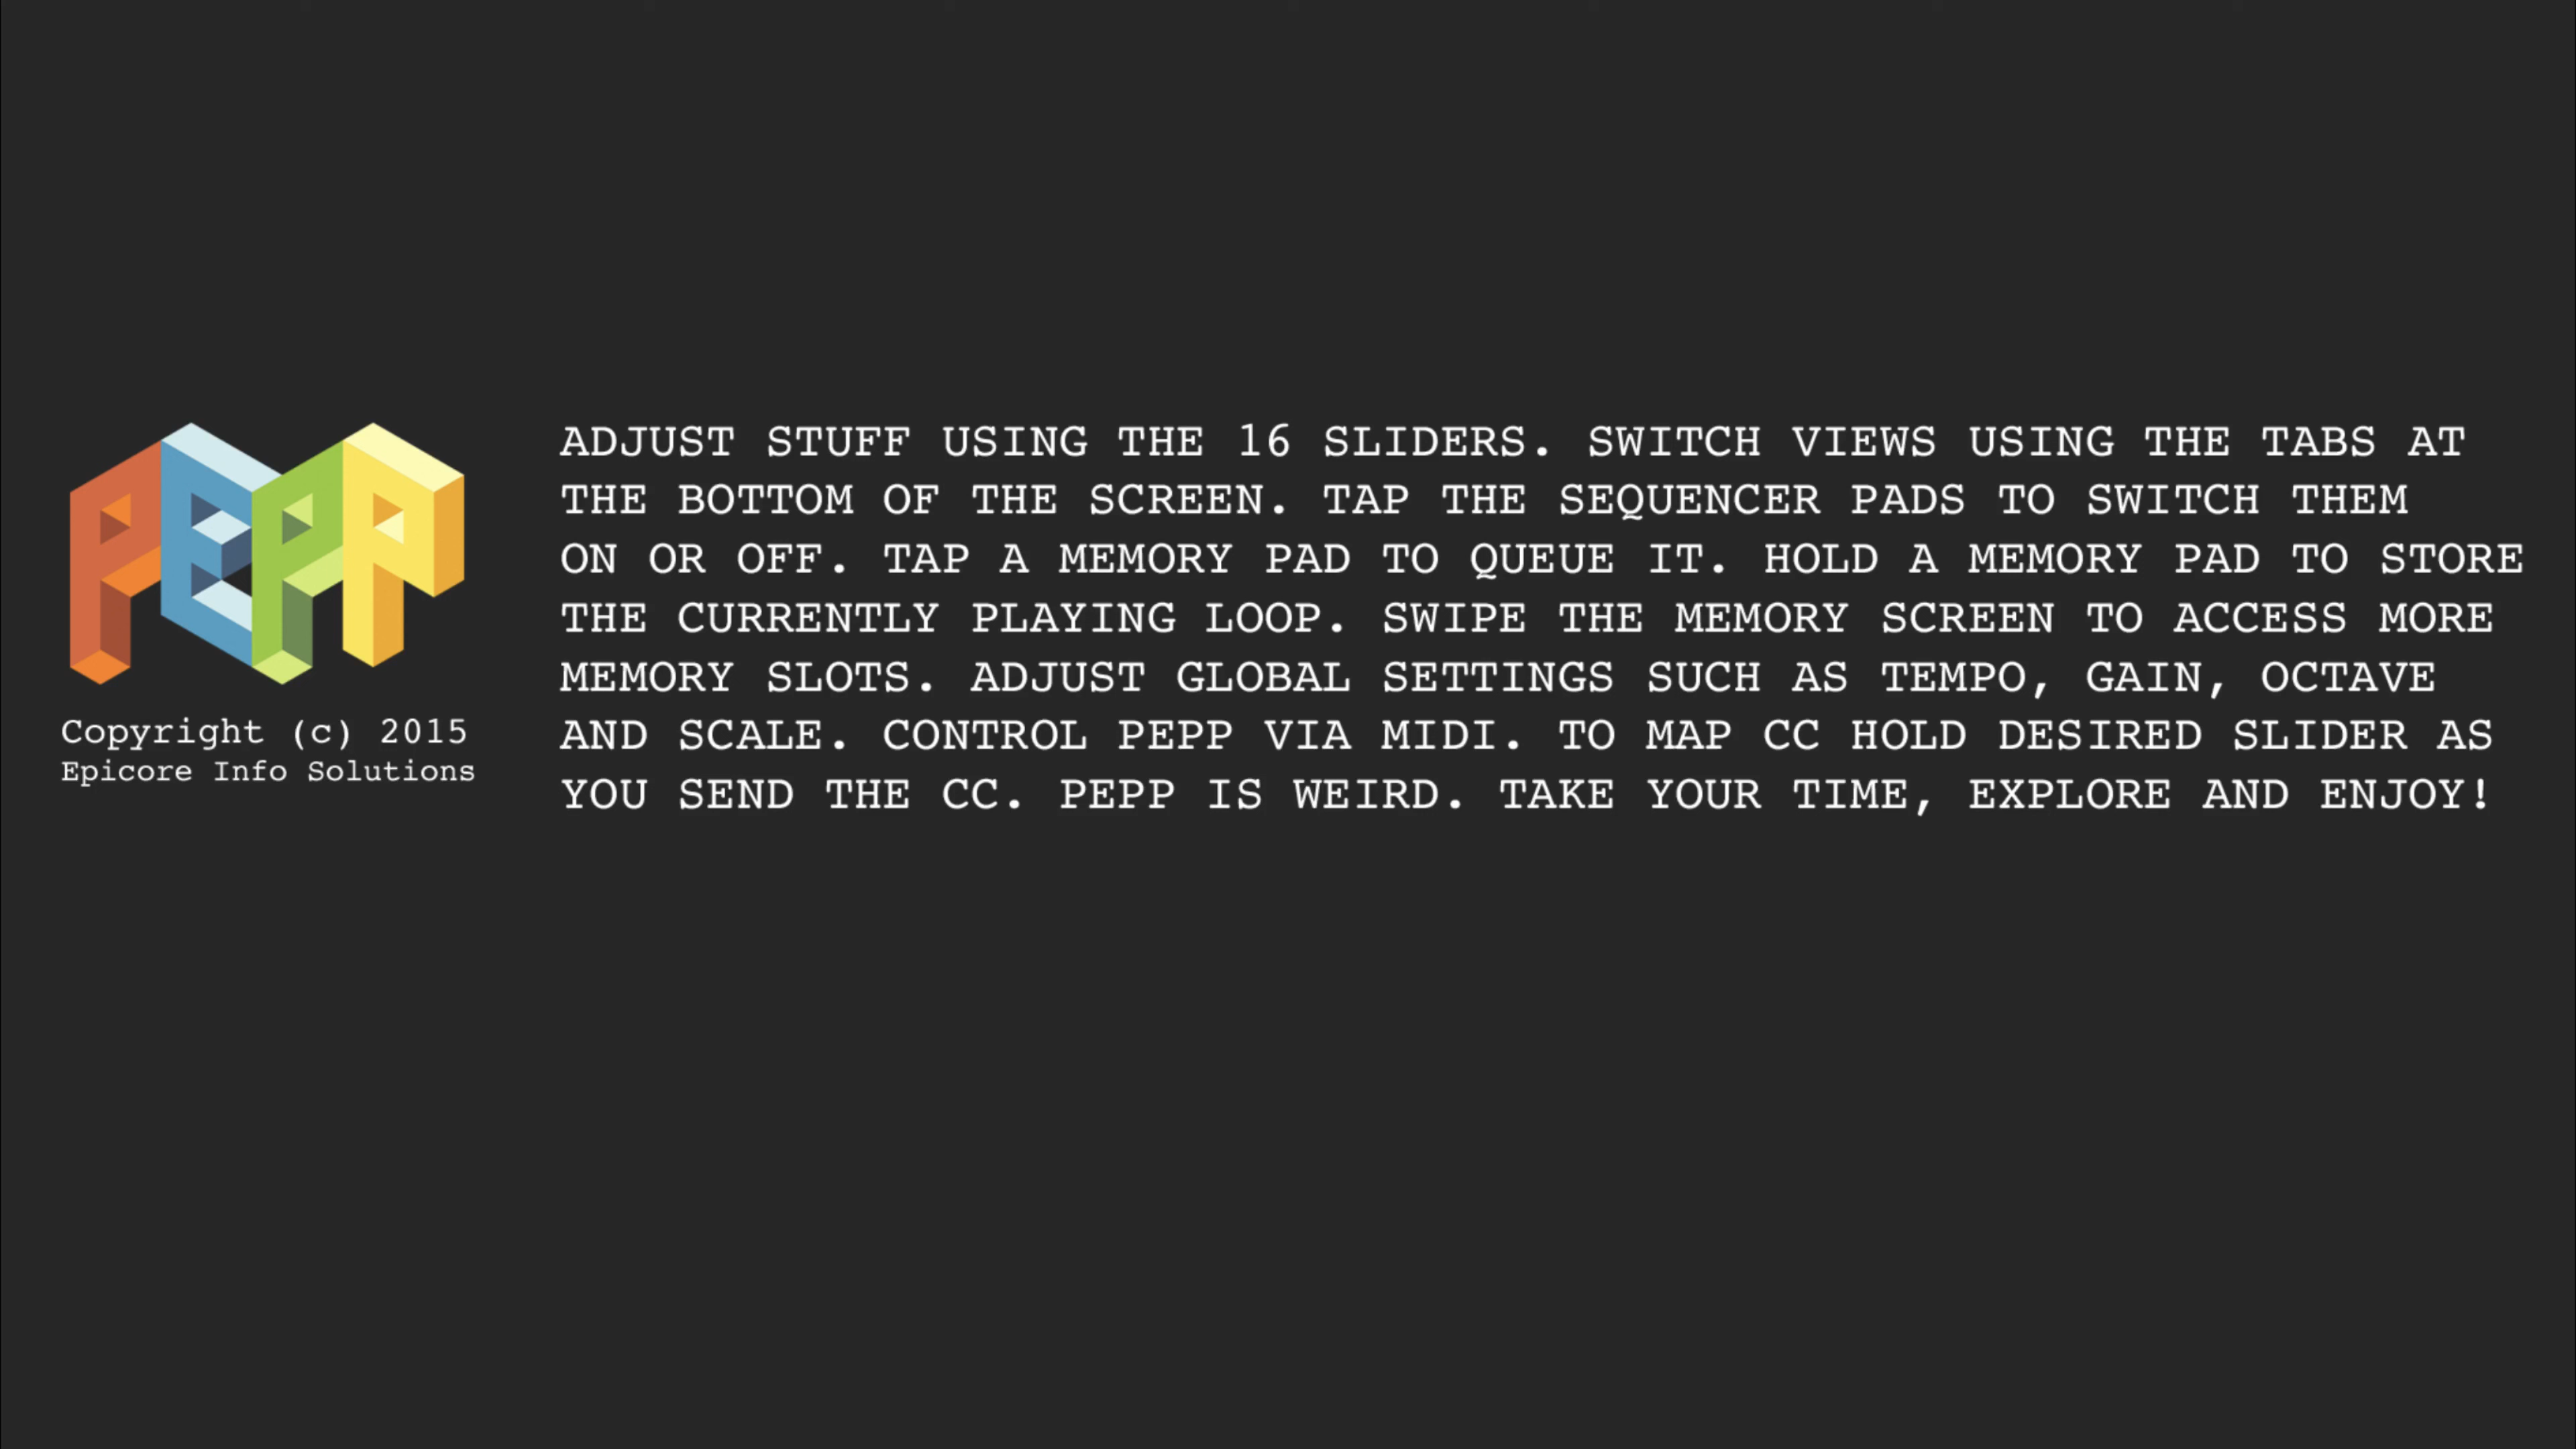 PEPP
Copyright (c) 2015
Epicore Info Solutions
ADJUST STUFF USING THE 16 SLIDERS. SWITCH VIEWS USING THE TABS AT
THE BOTTOM OF THE SCREEN. TAP THE SEQUENCER PADS TO SWITCH THEM
ON OR OFF. TAP A MEMORY PAD TO QUEUE IT. HOLD A MEMORY PAD TO STORE
THE CURRENTLY PLAYING LOOP. SWIPE THE MEMORY SCREEN TO ACCESS MORE
MEMORY SLOTS. ADJUST GLOBAL SETTINGS SUCH AS TEMPO, GAIN, OCTAVE
AND SCALE. CONTROL PEPP VIA MIDI. TO MAP CC HOLD DESIRED SLIDER AS
YOU SEND THE CC. PEPP IS WEIRD. TAKE YOUR TIME, EXPLORE AND ENJOY!